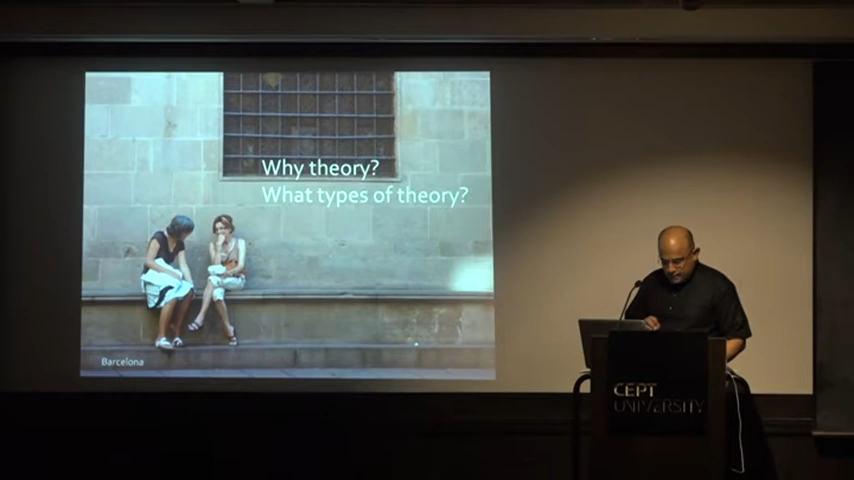 Why theory?
What types of theory?
Barcelona
CEPT
UNIVERSITY